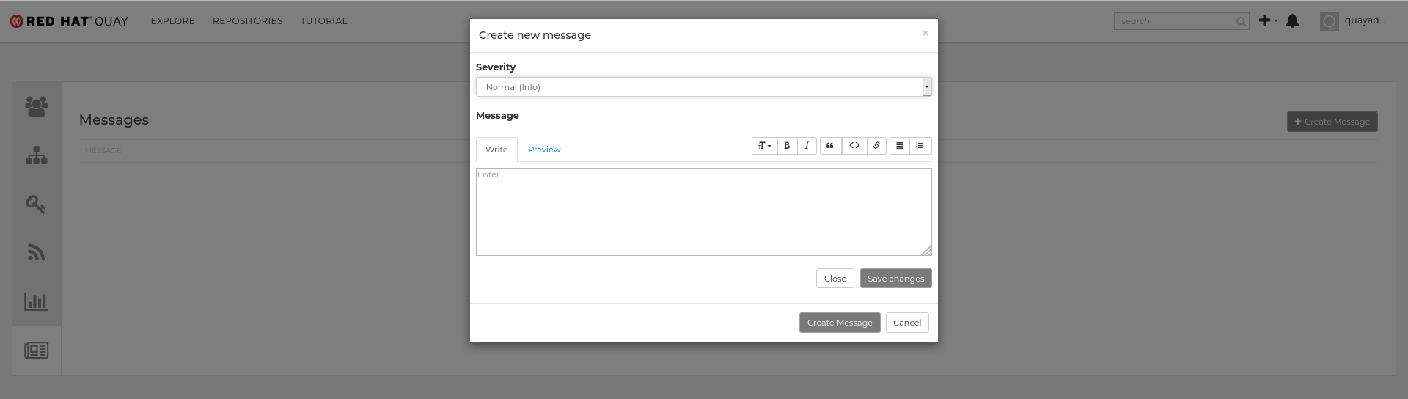 RED HAT® QUAY EXPLORE REPOSITORIES TUTORIAL search quayad...
Create new message ×
Severity
Normal (Info)
Message
Write Preview
Enter
Close Save changes
Create Message Cancel
Messages
Create Message
MESSAGE